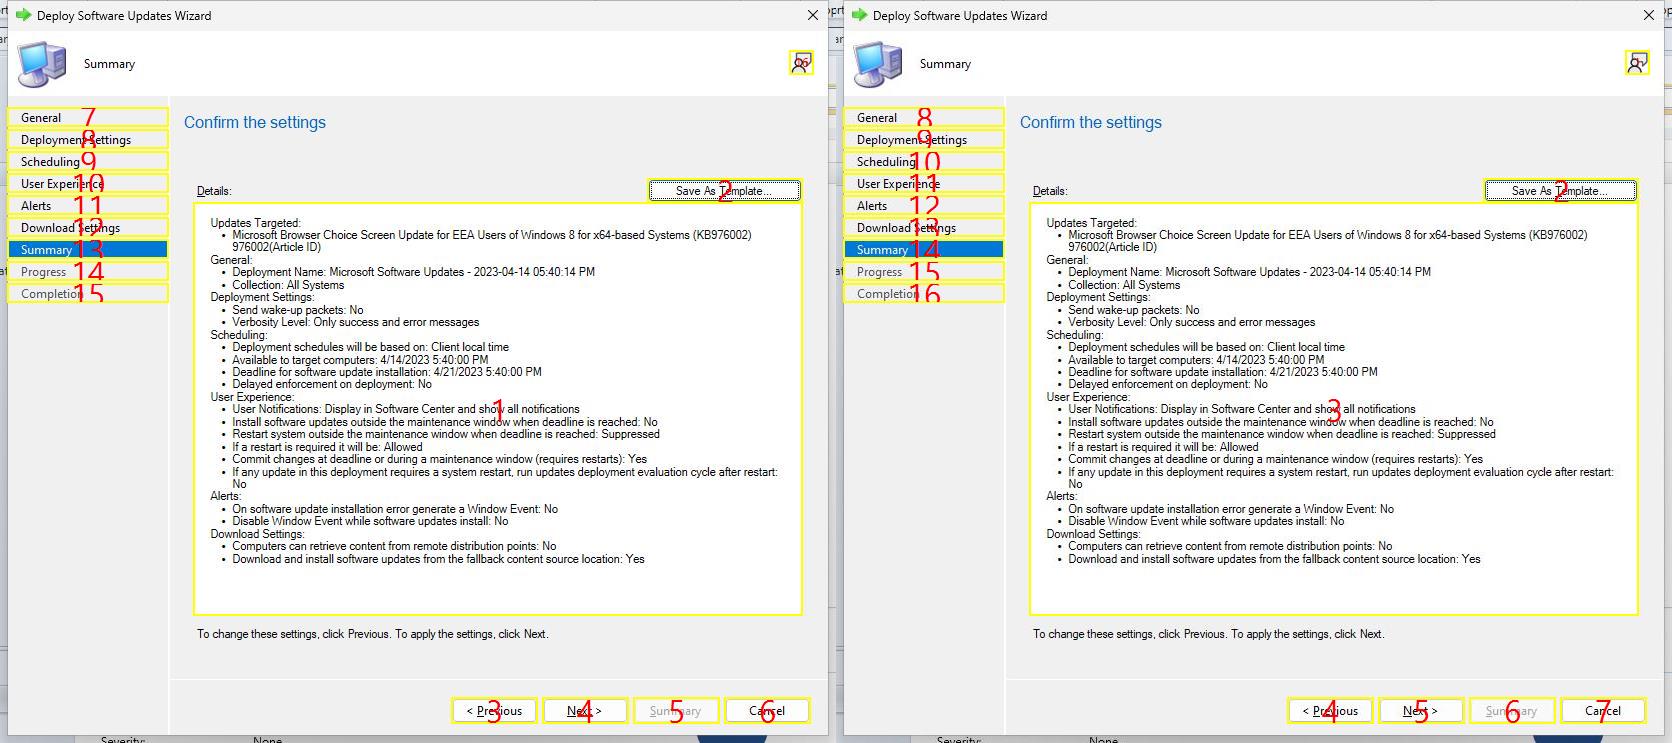 Deploy Software Updates Wizard
Summary
16
General 7
Deployment Settings 8
Scheduling 9
User Experience 10
Alerts 11
Download Settings 12
Summary 13
Progress 14
Completion 15
Confirm the settings
Details:
Save As Template... 2
Updates Targeted:
• Microsoft Browser Choice Screen Update for EEA Users of Windows 8 for x64-based Systems (KB976002)
976002(Article ID)
General:
• Deployment Name: Microsoft Software Updates - 2023-04-14 05:40:14 PM
• Collection: All Systems
Deployment Settings:
• Send wake-up packets: No
• Verbosity Level: Only success and error messages
Scheduling:
• Deployment schedules will be based on: Client local time
• Available to target computers: 4/14/2023 5:40:00 PM
• Deadline for software update installation: 4/21/2023 5:40:00 PM
• Delayed enforcement on deployment: No
User Experience:
• User Notifications: Display in Software Center and show all notifications
1
• Install software updates outside the maintenance window when deadline is reached: No
• Restart system outside the maintenance window when deadline is reached: Suppressed
• If a restart is required it will be: Allowed
• Commit changes at deadline or during a maintenance window (requires restarts): Yes
• If any update in this deployment requires a system restart, run updates deployment evaluation cycle after restart:
No
Alerts:
• On software update installation error generate a Window Event: No
• Disable Window Event while software updates install: No
Download Settings:
• Computers can retrieve content from remote distribution points: No
• Download and install software updates from the fallback content source location: Yes
To change these settings, click Previous. To apply the settings, click Next.
< Previous 3
Next > 4
Summary 5
Cancel 6
Severity: None
Deploy Software Updates Wizard
Summary
General 8
Deployment Settings 9
Scheduling 10
User Experience 11
Alerts 12
Download Settings 13
Summary 14
Progress 15
Completion 16
Confirm the settings
Details:
Save As Template... 2
Updates Targeted:
• Microsoft Browser Choice Screen Update for EEA Users of Windows 8 for x64-based Systems (KB976002)
976002(Article ID)
General:
• Deployment Name: Microsoft Software Updates - 2023-04-14 05:40:14 PM
• Collection: All Systems
Deployment Settings:
• Send wake-up packets: No
• Verbosity Level: Only success and error messages
Scheduling:
• Deployment schedules will be based on: Client local time
• Available to target computers: 4/14/2023 5:40:00 PM
• Deadline for software update installation: 4/21/2023 5:40:00 PM
• Delayed enforcement on deployment: No
User Experience:
• User Notifications: Display in Software Center and show all notifications
3
• Install software updates outside the maintenance window when deadline is reached: No
• Restart system outside the maintenance window when deadline is reached: Suppressed
• If a restart is required it will be: Allowed
• Commit changes at deadline or during a maintenance window (requires restarts): Yes
• If any update in this deployment requires a system restart, run updates deployment evaluation cycle after restart:
No
Alerts:
• On software update installation error generate a Window Event: No
• Disable Window Event while software updates install: No
Download Settings:
• Computers can retrieve content from remote distribution points: No
• Download and install software updates from the fallback content source location: Yes
To change these settings, click Previous. To apply the settings, click Next.
< Previous 4
Next > 5
Summary 6
Cancel 7
Severity: None